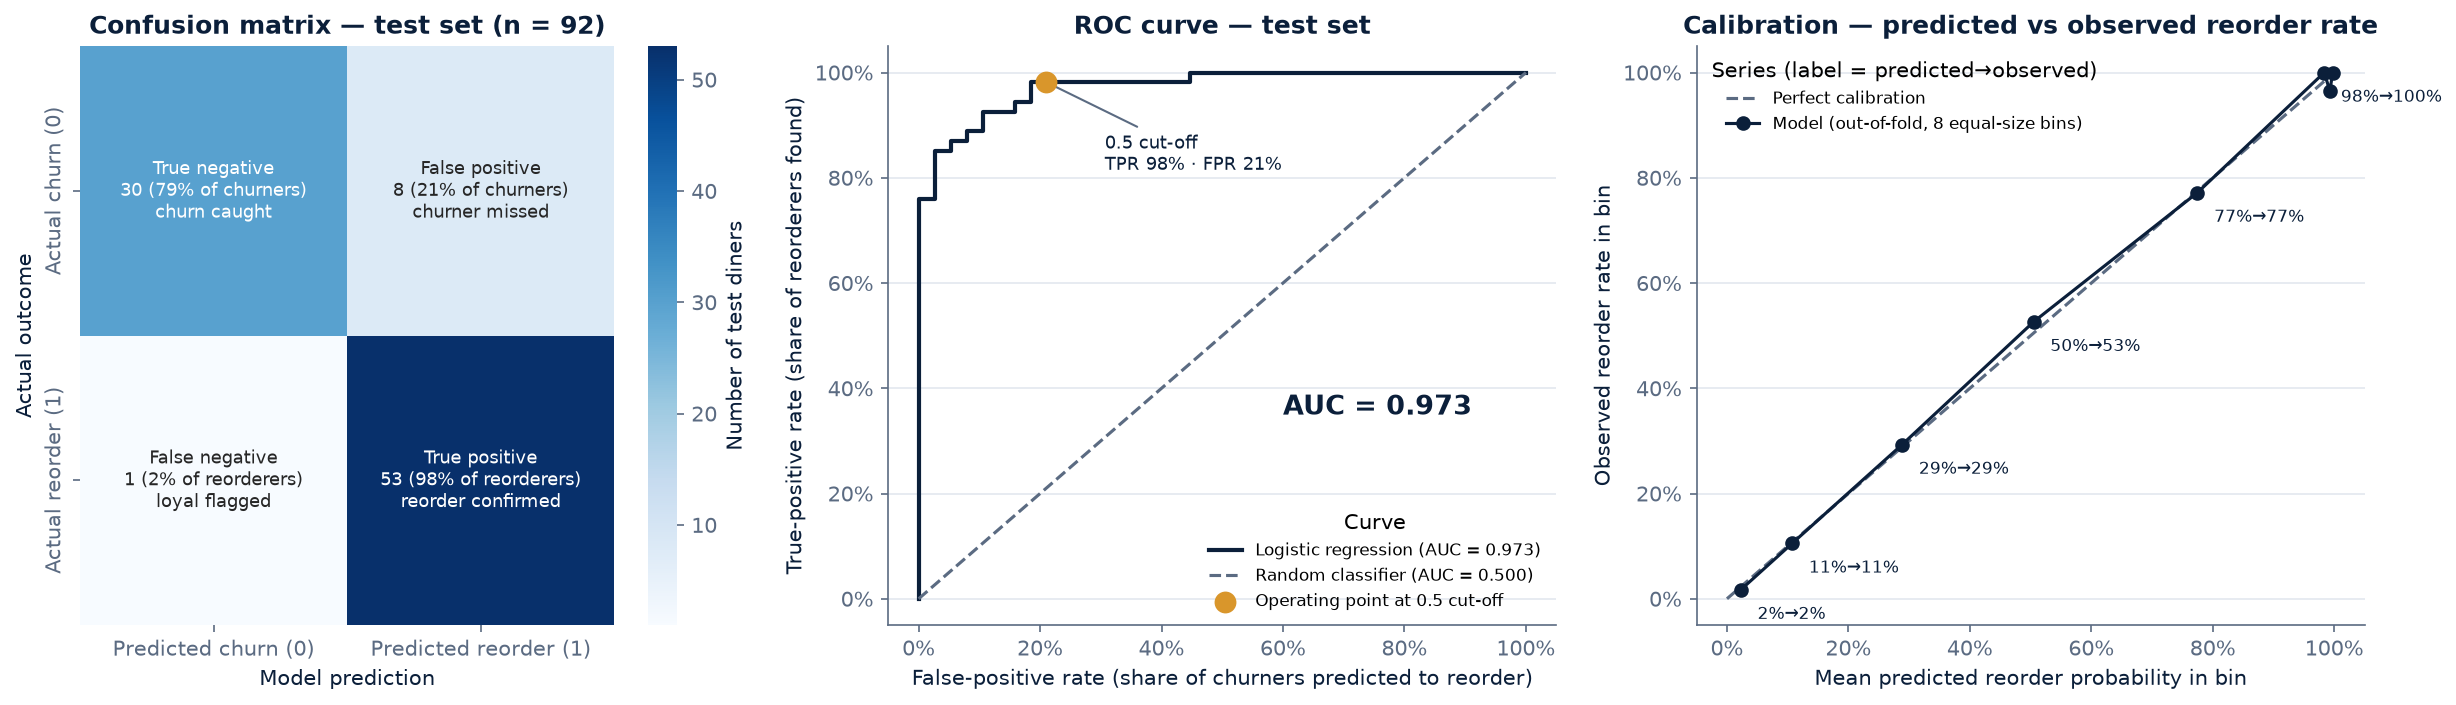 Confusion matrix — test set (n = 92)
Actual outcome
Actual churn (0)
Actual reorder (1)
True negative
30 (79% of churners)
churn caught
False positive
8 (21% of churners)
churner missed
False negative
1 (2% of reorderers)
loyal flagged
True positive
53 (98% of reorderers)
reorder confirmed
Predicted churn (0)
Predicted reorder (1)
Model prediction
50
40
30
20
10
Number of test diners
ROC curve — test set
True-positive rate (share of reorderers found)
100%
80%
60%
40%
20%
0%
0.5 cut-off
TPR 98% · FPR 21%
AUC = 0.973
Curve
Logistic regression (AUC = 0.973)
Random classifier (AUC = 0.500)
Operating point at 0.5 cut-off
0%
20%
40%
60%
80%
100%
False-positive rate (share of churners predicted to reorder)
Calibration — predicted vs observed reorder rate
Observed reorder rate in bin
100%
80%
60%
40%
20%
0%
Series (label = predicted→observed)
Perfect calibration
Model (out-of-fold, 8 equal-size bins)
98%→100%
77%→77%
50%→53%
29%→29%
11%→11%
2%→2%
0%
20%
40%
60%
80%
100%
Mean predicted reorder probability in bin